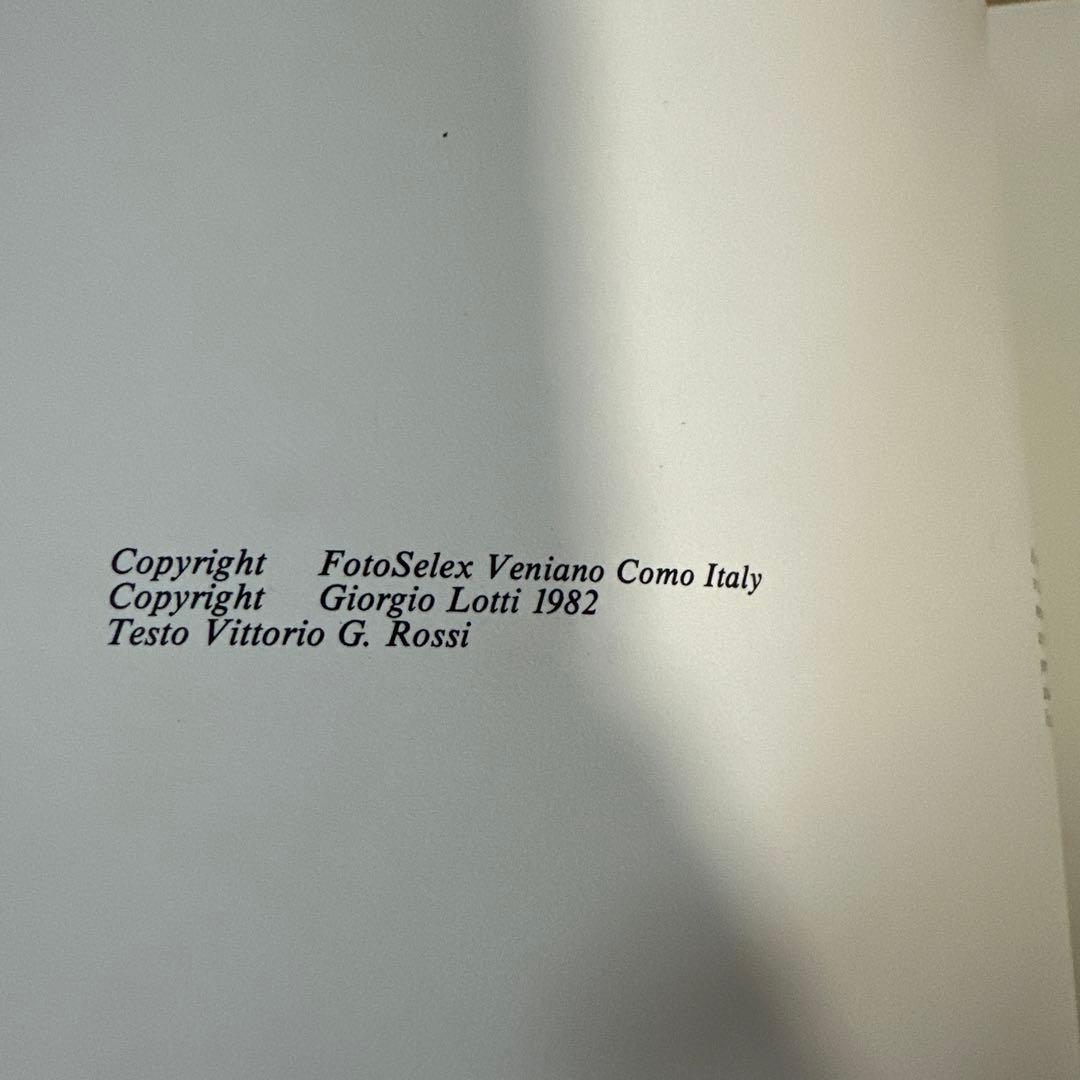 Copyright FotoSelex Veniano Como Italy
Copyright Giorgio Lotti 1982
Testo Vittorio G. Rossi